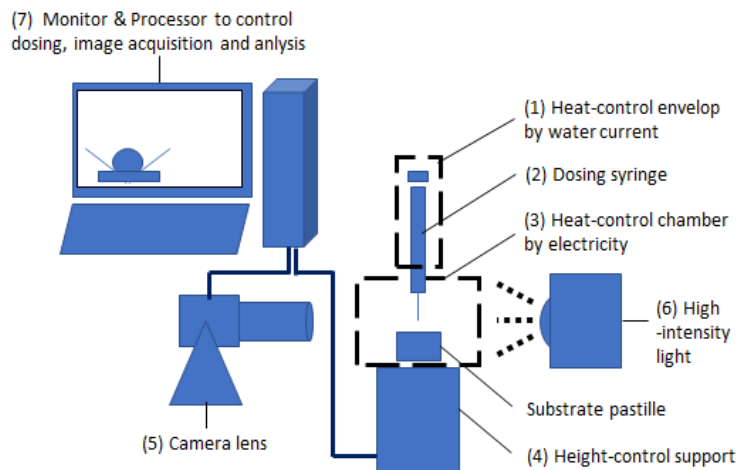 (7) Monitor & Processor to control
dosing, image acquisition and anlysis
(1) Heat-control envelop
by water current
(2) Dosing syringe
(3) Heat-control chamber
by electricity
(6) High
-intensity
light
Substrate pastille
(5) Camera lens
(4) Height-control support